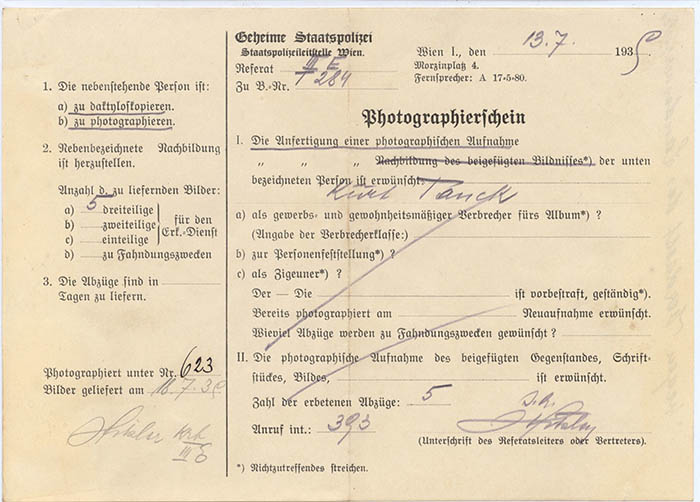 1. Die nebenstehende Person ist:
a) zu daktyloskopieren.
b) zu photographieren.
2. Nebenbezeichnete Nachbildung
ist herzustellen.
Anzahl d. zu liefernden Bilder:
a) 5 dreiteilige
b) zweiteilige
c) einteilige
für den
Erk.-Dienst
d) zu Fahndungszwecken
3. Die Abzüge sind in
Tagen zu liefern.
Photographiert unter Nr. 623
Bilder geliefert am 18.7.39
III E
Geheime Staatspolizei
Staatspolizeileitstelle Wien.
Referat III E
Zu B.-Nr. 284
Wien I., den 13.7. 1939
Morzinplatz 4.
Fernsprecher: A 17-5-80.
Photographierschein
I. Die Anfertigung einer photographischen Aufnahme
„ „ „ Nachbildung des beigefügten Bildnisses*) der unten
bezeichneten Person ist erwünscht.
Kurt Tanck
a) als gewerbs- und gewohnheitsmäßiger Verbrecher fürs Album*) ?
(Angabe der Verbrecherklasse:)
b) zur Personenfeststellung*) ?
c) als Zigeuner*) ?
Der — Die ist vorbestraft, geständig*).
Bereits photographiert am Neuaufnahme erwünscht.
Wieviel Abzüge werden zu Fahndungszwecken gewünscht ?
II. Die photographische Aufnahme des beigefügten Gegenstandes, Schrift-
stückes, Bildes, ist erwünscht.
Zahl der erbetenen Abzüge: 5
Anruf int.: 393
(Unterschrift des Referatsleiters oder Vertreters).
*) Nichtzutreffendes streichen.